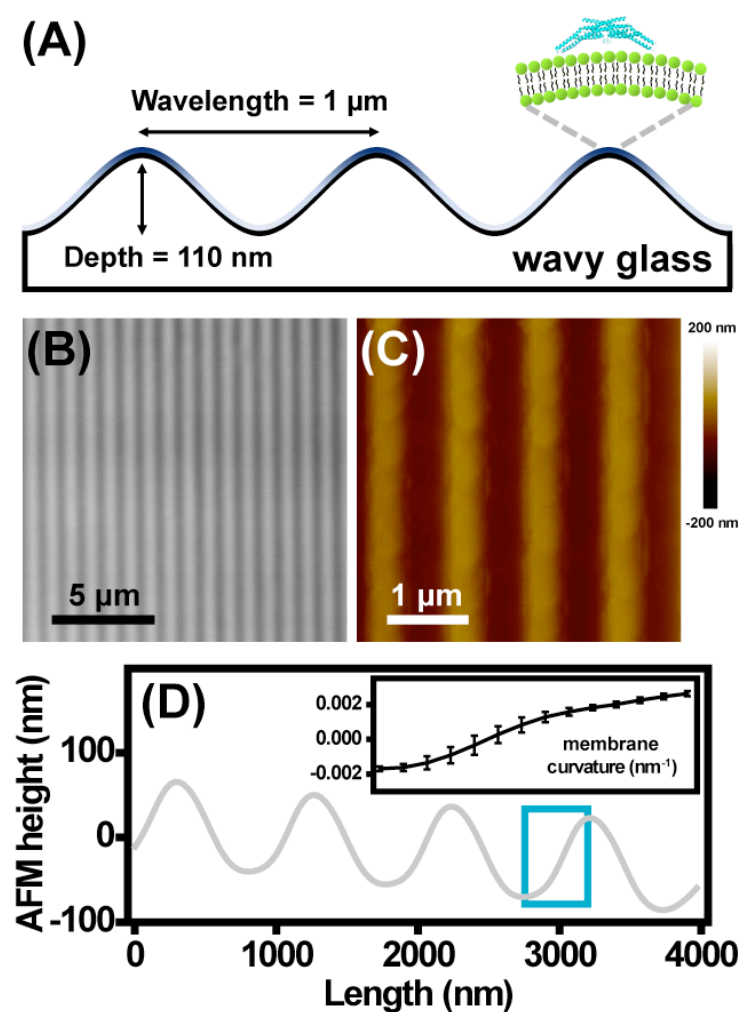 (A)
Wavelength = 1 µm
Depth = 110 nm
wavy glass
(B)
5 µm
(C)
1 µm
200 nm
-200 nm
(D)
AFM height (nm)
100
0
-100
0.002
0.000
-0.002
membrane
curvature (nm⁻¹)
0
1000
2000
3000
4000
Length (nm)